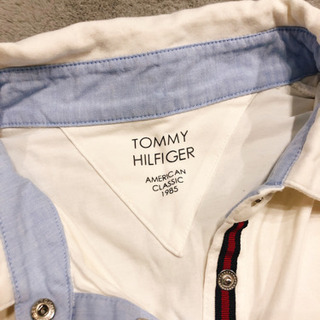 TOMMY
HILFIGER
AMERICAN
CLASSIC
1985